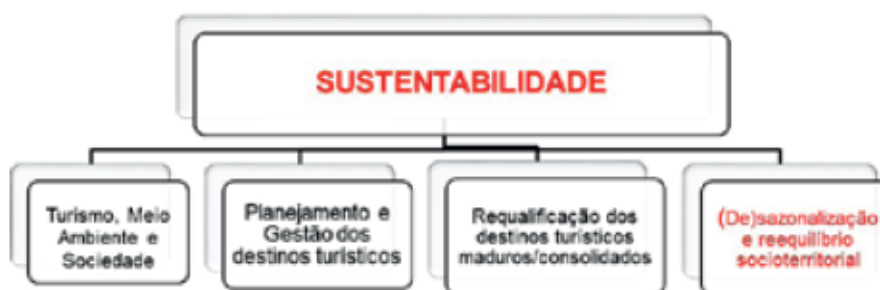 SUSTENTABILIDADE
Turismo, Meio
Ambiente e
Sociedade
Planejamento e
Gestão dos
destinos turísticos
Requalificação dos
destinos turísticos
maduros/consolidados
(De)sazonalização
e reequilíbrio
socioterritorial